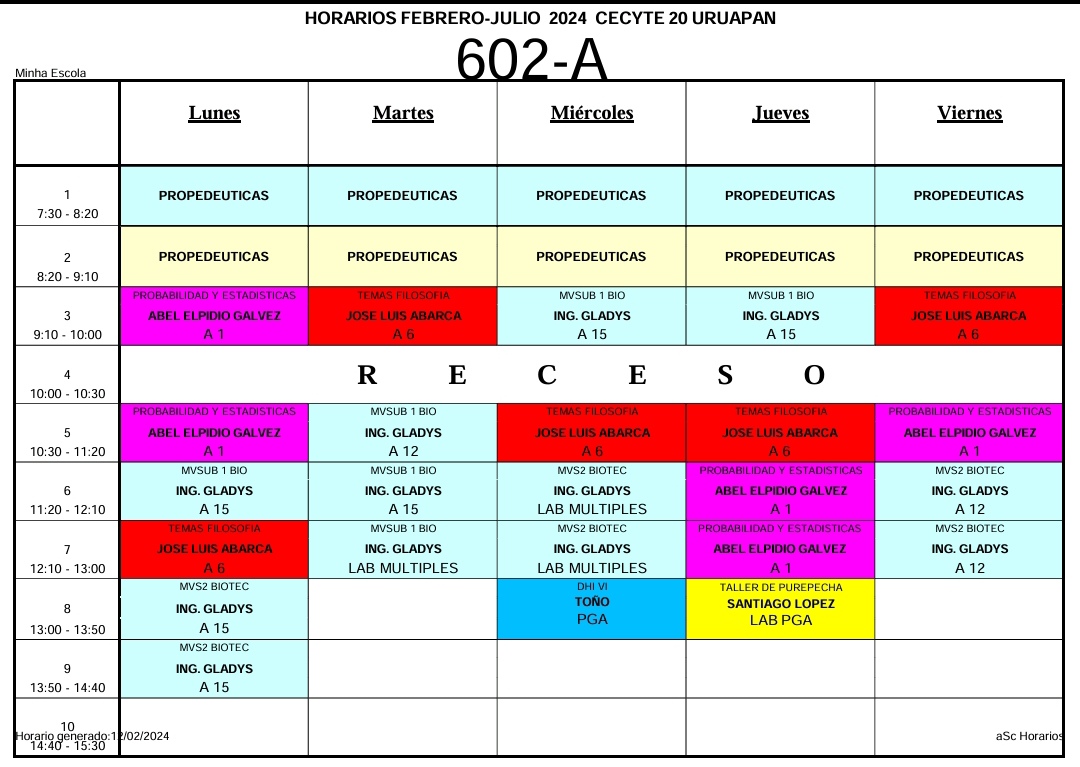 HORARIOS FEBRERO-JULIO 2024 CECYTE 20 URUAPAN
602-A
Minha Escola
Lunes Martes Miércoles Jueves Viernes
1
7:30 - 8:20
PROPEDEUTICAS PROPEDEUTICAS PROPEDEUTICAS PROPEDEUTICAS PROPEDEUTICAS
2
8:20 - 9:10
PROPEDEUTICAS PROPEDEUTICAS PROPEDEUTICAS PROPEDEUTICAS PROPEDEUTICAS
3
9:10 - 10:00
PROBABILIDAD Y ESTADISTICAS TEMAS FILOSOFIA MVSUB 1 BIO MVSUB 1 BIO TEMAS FILOSOFIA
ABEL ELPIDIO GALVEZ JOSE LUIS ABARCA ING. GLADYS ING. GLADYS JOSE LUIS ABARCA
A 1 A 6 A 15 A 15 A 6
4
10:00 - 10:30
R E C E S O
5
10:30 - 11:20
PROBABILIDAD Y ESTADISTICAS MVSUB 1 BIO TEMAS FILOSOFIA TEMAS FILOSOFIA PROBABILIDAD Y ESTADISTICAS
ABEL ELPIDIO GALVEZ ING. GLADYS JOSE LUIS ABARCA JOSE LUIS ABARCA ABEL ELPIDIO GALVEZ
A 1 A 12 A 6 A 6 A 1
6
11:20 - 12:10
MVSUB 1 BIO MVSUB 1 BIO MVS2 BIOTEC PROBABILIDAD Y ESTADISTICAS MVS2 BIOTEC
ING. GLADYS ING. GLADYS ING. GLADYS ABEL ELPIDIO GALVEZ ING. GLADYS
A 15 A 15 LAB MULTIPLES A 1 A 12
7
12:10 - 13:00
TEMAS FILOSOFIA MVSUB 1 BIO MVS2 BIOTEC PROBABILIDAD Y ESTADISTICAS MVS2 BIOTEC
JOSE LUIS ABARCA ING. GLADYS ING. GLADYS ABEL ELPIDIO GALVEZ ING. GLADYS
A 6 LAB MULTIPLES LAB MULTIPLES A 1 A 12
8
13:00 - 13:50
MVS2 BIOTEC DHI VI TALLER DE PUREPECHA
ING. GLADYS TOÑO SANTIAGO LOPEZ
A 15 PGA LAB PGA
9
13:50 - 14:40
MVS2 BIOTEC
ING. GLADYS
A 15
10
14:40 - 15:30
Horario generado:12/02/2024 aSc Horarios